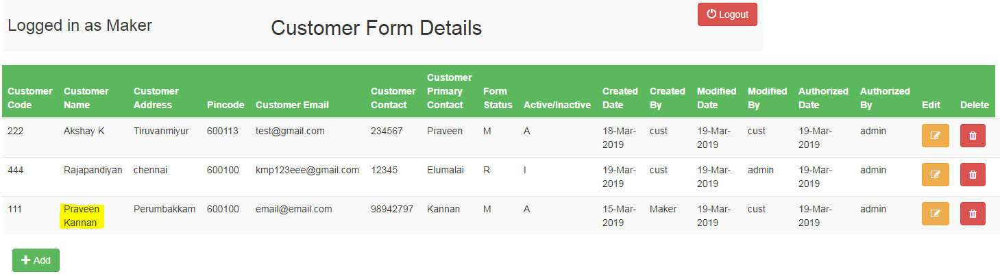 Logged in as Maker
Customer Form Details
Logout
Customer Code Customer Name Customer Address Pincode Customer Email Customer Contact Customer Primary Contact Form Status Active/Inactive Created Date Created By Modified Date Modified By Authorized Date Authorized By Edit Delete
222 Akshay K Tiruvanmiyur 600113 test@gmail.com 234567 Praveen M A 18-Mar-2019 cust 19-Mar-2019 cust 19-Mar-2019 admin
444 Rajapandiyan chennai 600100 kmp123eee@gmail.com 12345 Elumalai R I 19-Mar-2019 cust 19-Mar-2019 admin 19-Mar-2019 admin
111 Praveen Kannan Perumbakkam 600100 email@email.com 98942797 Kannan M A 15-Mar-2019 Maker 19-Mar-2019 cust 19-Mar-2019 admin
Add